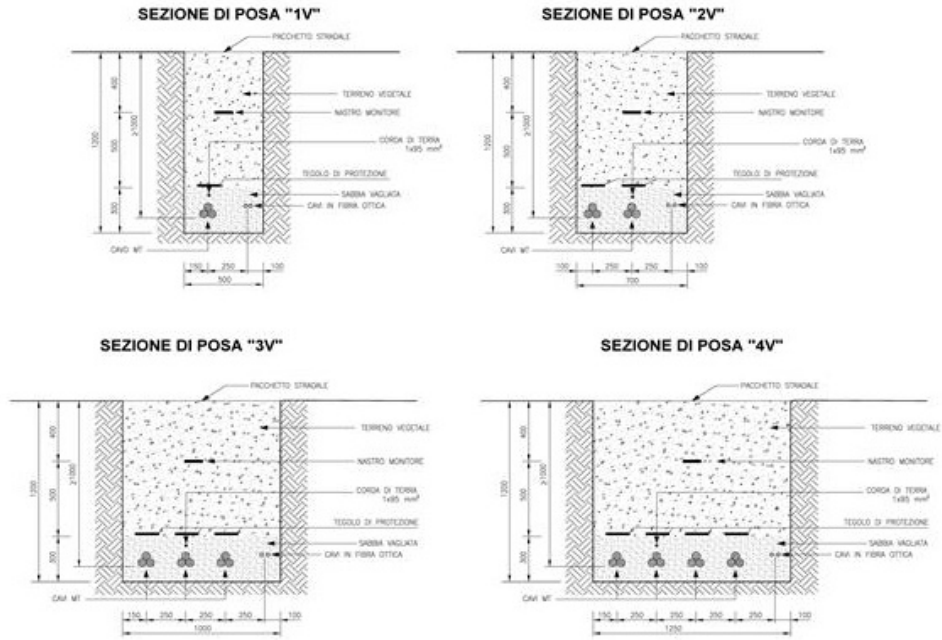 SEZIONE DI POSA "1V"
PACCHETTO STRADALE
TERRENO VEGETALE
NASTRO MONITORE
CORDA DI TERRA
1x95 mm²
TEGOLO DI PROTEZIONE
SABBIA VAGLIATA
CAVI IN FIBRA OTTICA
CAVO MT
1200
400
500
300
≥1000
150
250
100
500
SEZIONE DI POSA "2V"
PACCHETTO STRADALE
TERRENO VEGETALE
NASTRO MONITORE
CORDA DI TERRA
1x95 mm²
TEGOLO DI PROTEZIONE
SABBIA VAGLIATA
CAVI IN FIBRA OTTICA
CAVI MT
1200
400
500
300
≥1000
100
250
250
100
700
SEZIONE DI POSA "3V"
PACCHETTO STRADALE
TERRENO VEGETALE
NASTRO MONITORE
CORDA DI TERRA
1x95 mm²
TEGOLO DI PROTEZIONE
SABBIA VAGLIATA
CAVI IN FIBRA OTTICA
CAVI MT
1200
400
500
300
≥1000
150
250
250
250
100
1000
SEZIONE DI POSA "4V"
PACCHETTO STRADALE
TERRENO VEGETALE
NASTRO MONITORE
CORDA DI TERRA
1x95 mm²
TEGOLO DI PROTEZIONE
SABBIA VAGLIATA
CAVI IN FIBRA OTTICA
CAVI MT
1200
400
500
300
≥1000
150
250
250
250
250
100
1250